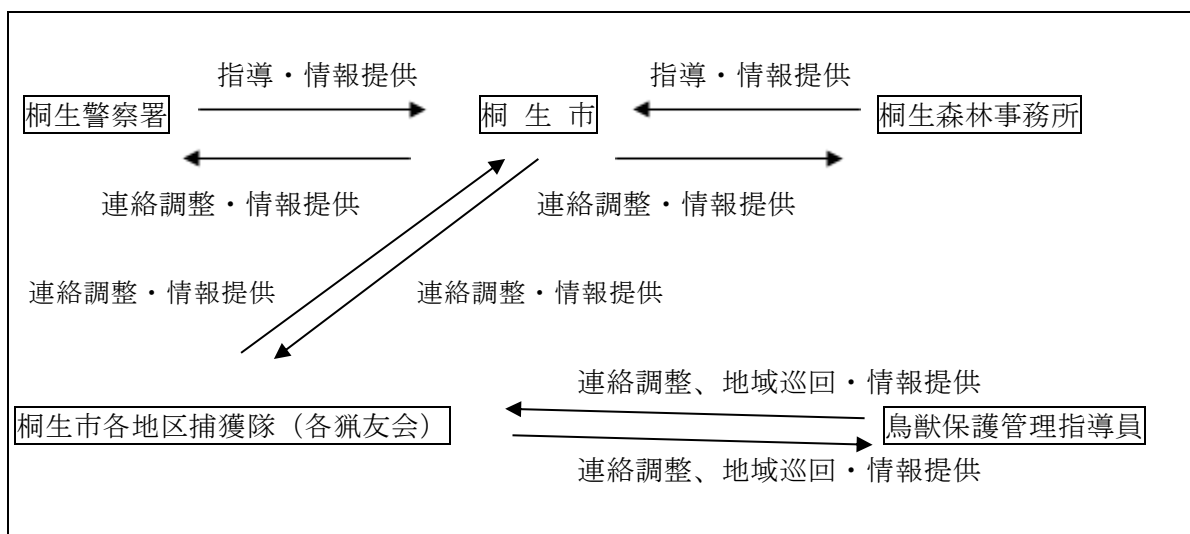 指導・情報提供
指導・情報提供
桐生警察署
桐 生 市
桐生森林事務所
連絡調整・情報提供
連絡調整・情報提供
連絡調整・情報提供
連絡調整・情報提供
連絡調整、地域巡回・情報提供
桐生市各地区捕獲隊（各猟友会）
鳥獣保護管理指導員
連絡調整、地域巡回・情報提供